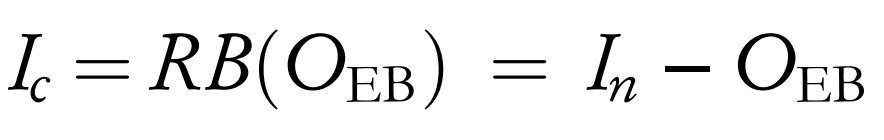 I_c = RB(O_EB) = I_n − O_EB